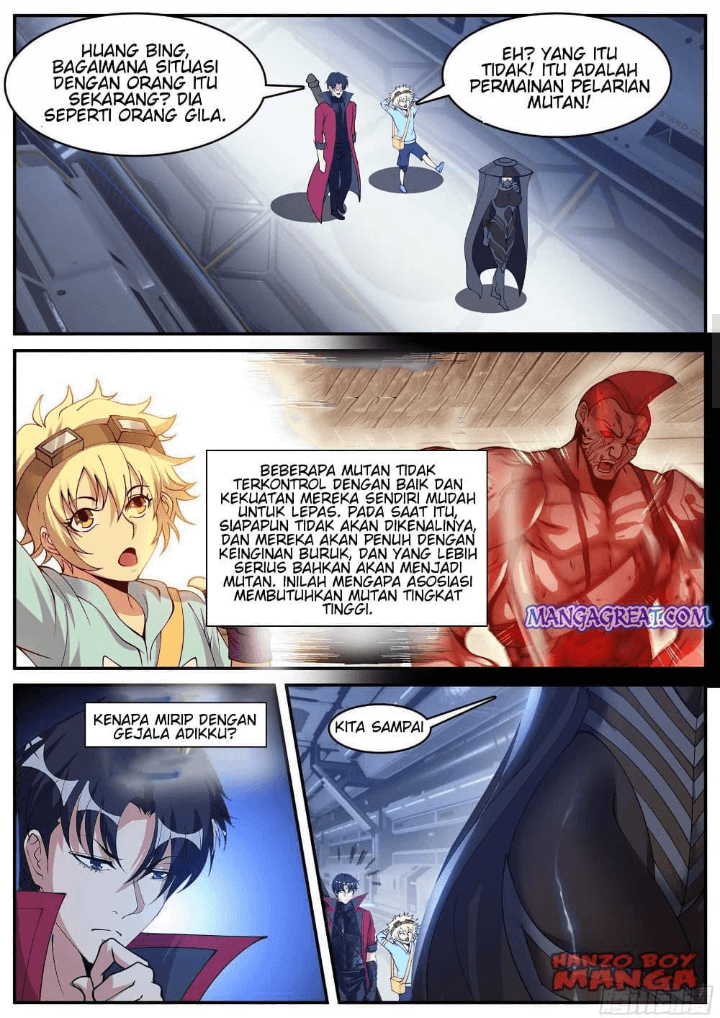 HUANG BING,
BAGAIMANA SITUASI
DENGAN ORANG ITU
SEKARANG? DIA
SEPERTI ORANG GILA.
EH? YANG ITU
TIDAK! ITU ADALAH
PERMAINAN PELARIAN
MUTAN!
BEBERAPA MUTAN TIDAK
TERKONTROL DENGAN BAIK DAN
KEKUATAN MEREKA SENDIRI MUDAH
UNTUK LEPAS. PADA SAAT ITU,
SIAPAPUN TIDAK AKAN DIKENALINYA,
DAN MEREKA AKAN PENUH DENGAN
KEINGINAN BURUK, DAN YANG LEBIH
SERIUS BAHKAN AKAN MENJADI
MUTAN. INILAH MENGAPA ASOSIASI
MEMBUTUHKAN MUTAN TINGKAT
TINGGI.
MANGAGREAT.COM
KENAPA MIRIP DENGAN
GEJALA ADIKKU?
KITA SAMPAI
HANZO BOY
MANGA